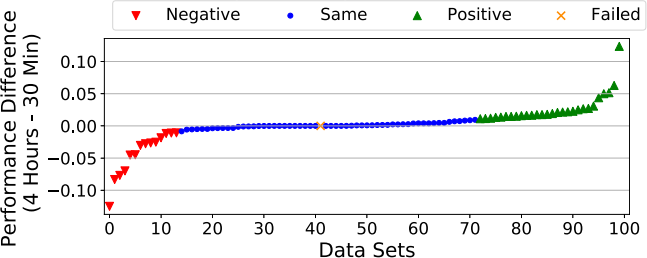 Negative Same Positive Failed
Performance Difference
(4 Hours - 30 Min)
0.10
0.05
0.00
−0.05
−0.10
0 10 20 30 40 50 60 70 80 90 100
Data Sets